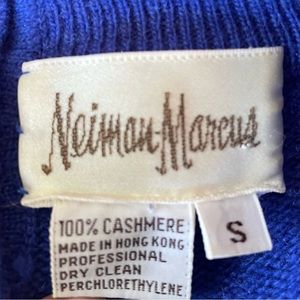 Neiman-Marcus
100% CASHMERE
MADE IN HONG KONG
PROFESSIONAL
DRY CLEAN
PERCHLORETHYLENE
S